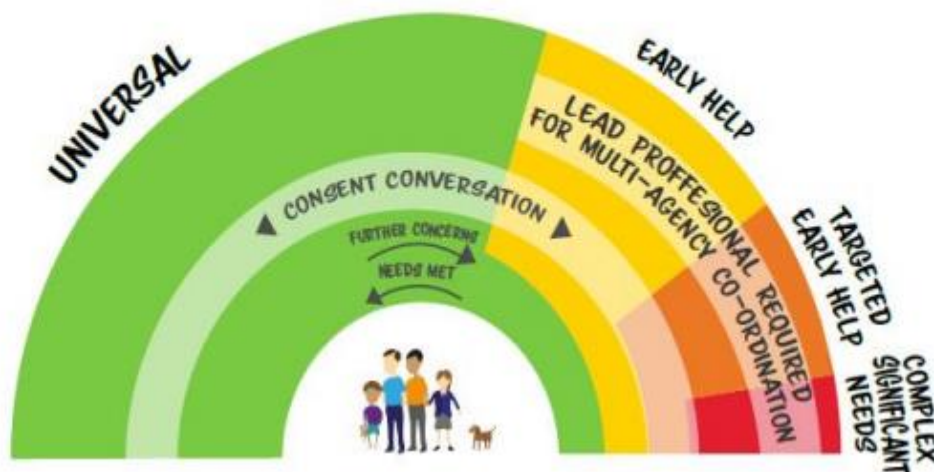 UNIVERSAL
EARLY HELP
LEAD PROFFESIONAL REQUIRED
FOR MULTI-AGENCY CO-ORDINATION
CONSENT CONVERSATION
FURTHER CONCERNS
NEEDS MET
TARGETED
EARLY HELP
COMPLEX
SIGNIFICANT
NEEDS